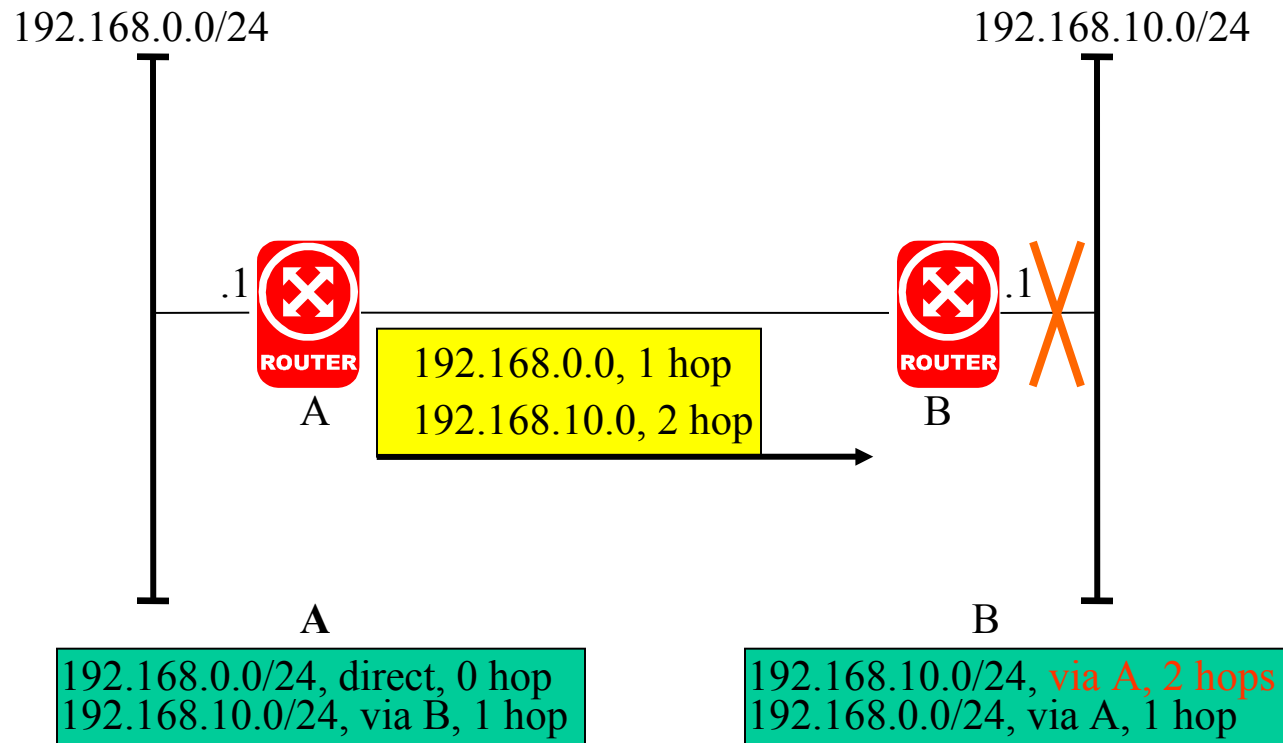 192.168.0.0/24
192.168.10.0/24
.1
.1
ROUTER
ROUTER
A
B
192.168.0.0, 1 hop
192.168.10.0, 2 hop
A
B
192.168.0.0/24, direct, 0 hop
192.168.10.0/24, via B, 1 hop
192.168.10.0/24, via A, 2 hops
192.168.0.0/24, via A, 1 hop